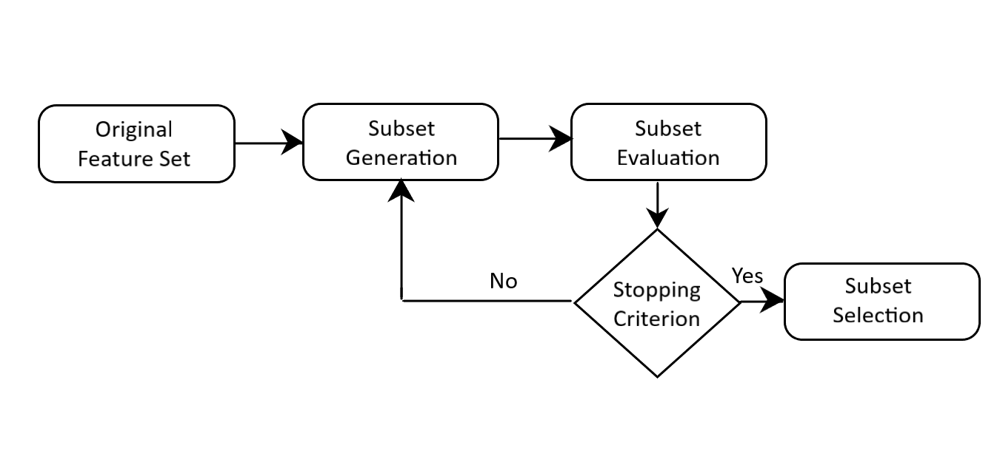 Original
Feature Set
Subset
Generation
Subset
Evaluation
No
Stopping
Criterion
Yes
Subset
Selection